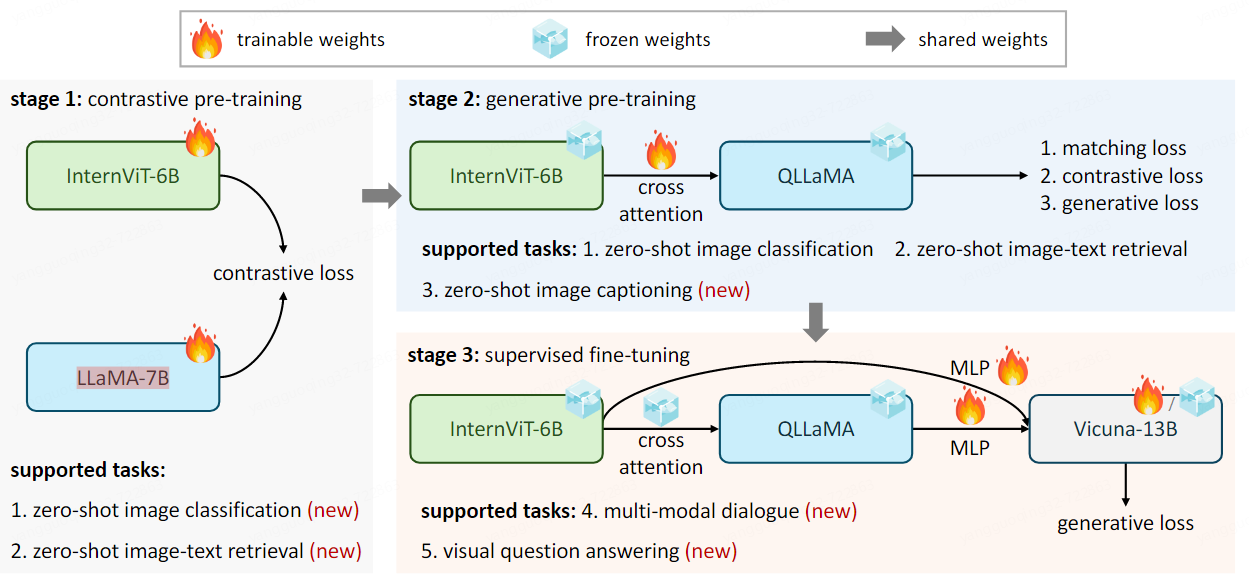 trainable weights
frozen weights
shared weights
stage 1: contrastive pre-training
InternViT-6B
contrastive loss
LLaMA-7B
supported tasks:
1. zero-shot image classification (new)
2. zero-shot image-text retrieval (new)
stage 2: generative pre-training
InternViT-6B
cross
attention
QLLaMA
1. matching loss
2. contrastive loss
3. generative loss
supported tasks: 1. zero-shot image classification 2. zero-shot image-text retrieval
3. zero-shot image captioning (new)
stage 3: supervised fine-tuning
MLP
InternViT-6B
cross
attention
QLLaMA
MLP
/
Vicuna-13B
generative loss
supported tasks: 4. multi-modal dialogue (new)
5. visual question answering (new)